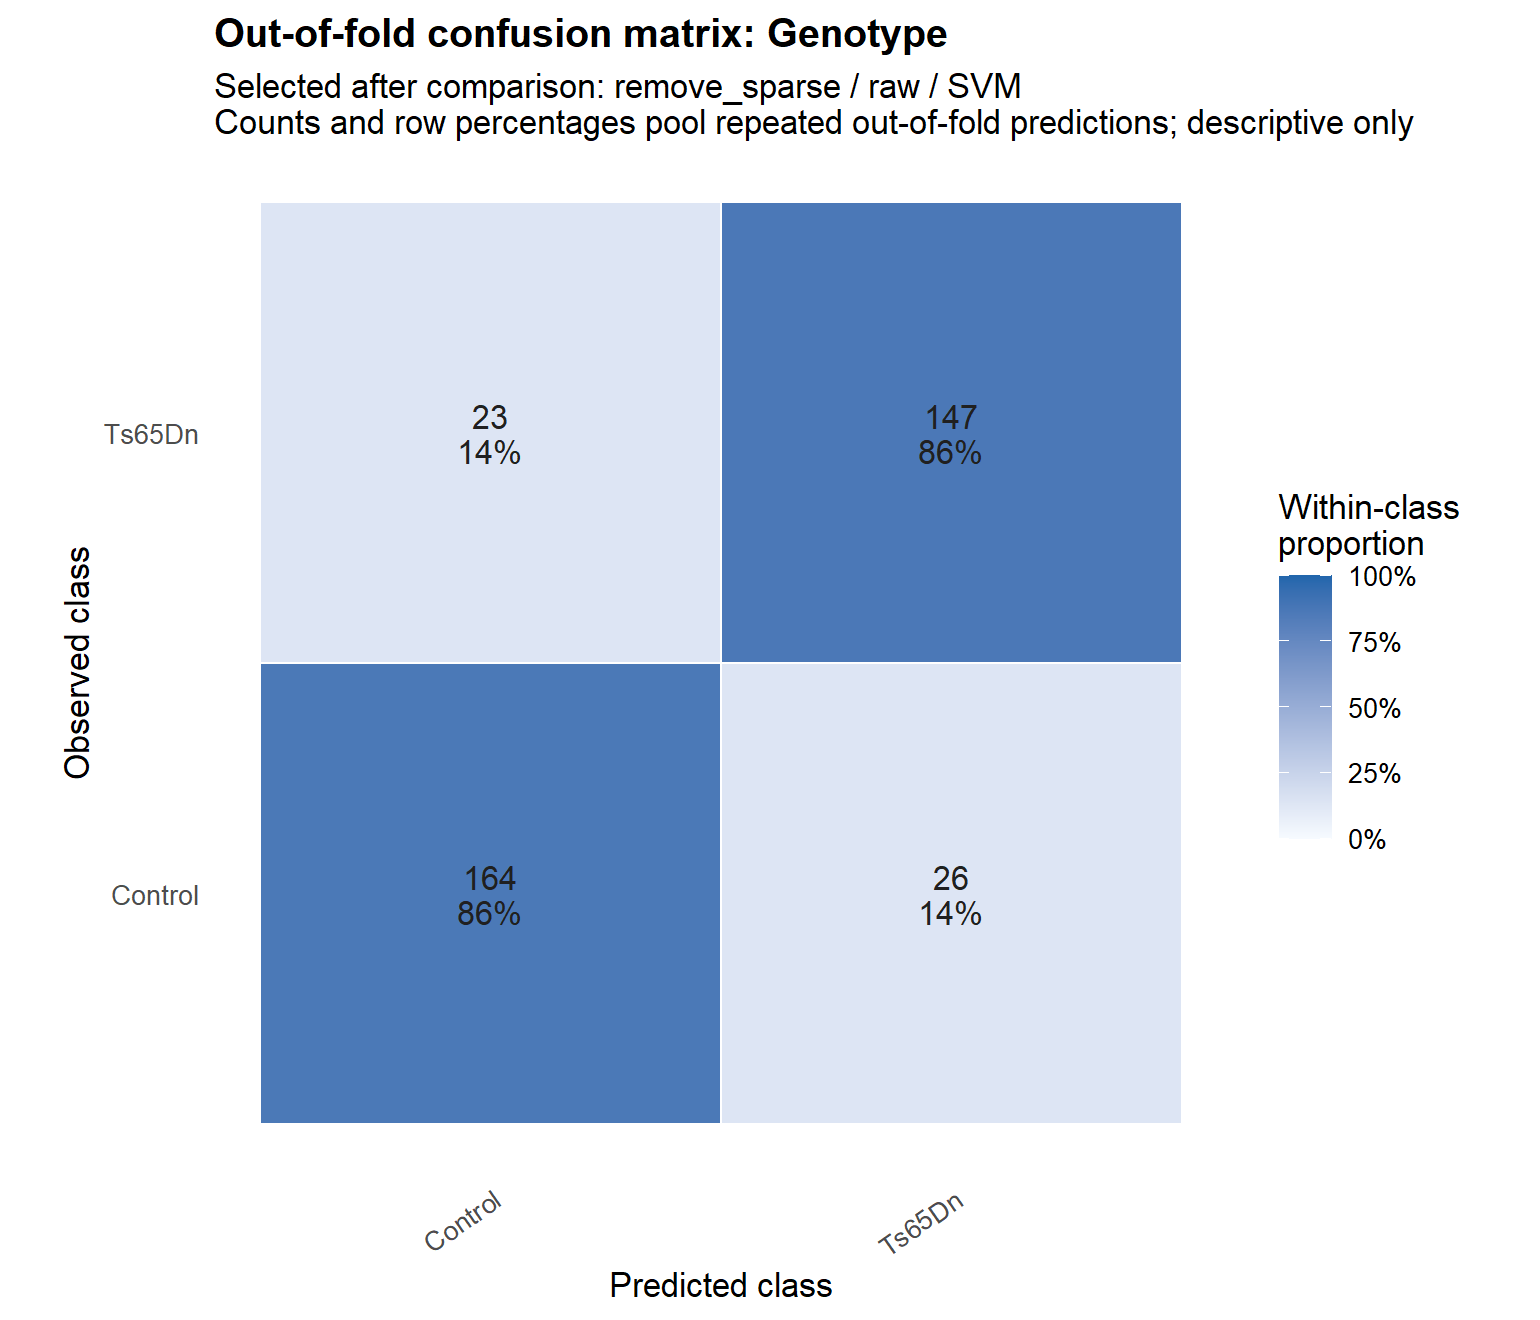 Out-of-fold confusion matrix: Genotype
Selected after comparison: remove_sparse / raw / SVM
Counts and row percentages pool repeated out-of-fold predictions; descriptive only
Observed class
Ts65Dn
23
14%
147
86%
Control
164
86%
26
14%
Control
Ts65Dn
Predicted class
Within-class
proportion
100%
75%
50%
25%
0%